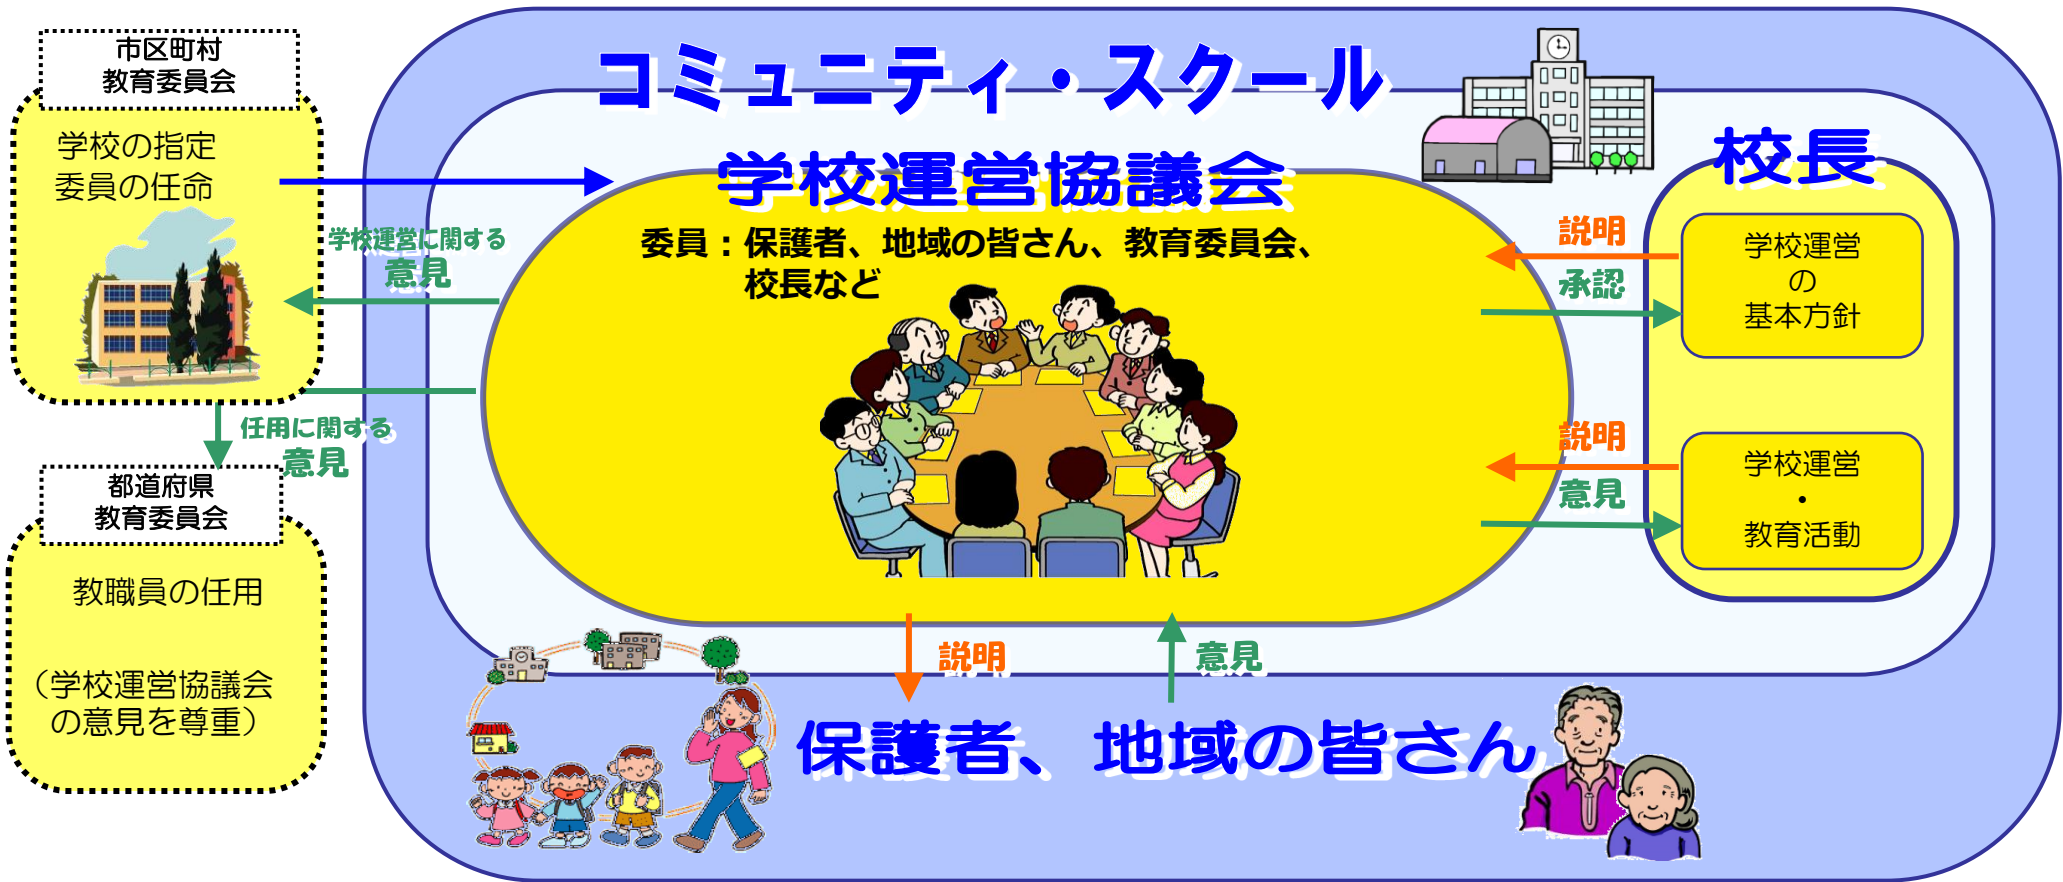 コミュニティ・スクール
市区町村
教育委員会
学校の指定
委員の任命
学校運営に関する
意見
任用に関する
意見
都道府県
教育委員会
教職員の任用
（学校運営協議会
の意見を尊重）
学校運営協議会
委員：保護者、地域の皆さん、教育委員会、
校長など
校長
説明
承認
学校運営
の
基本方針
説明
意見
学校運営
・
教育活動
説明
意見
保護者、地域の皆さん